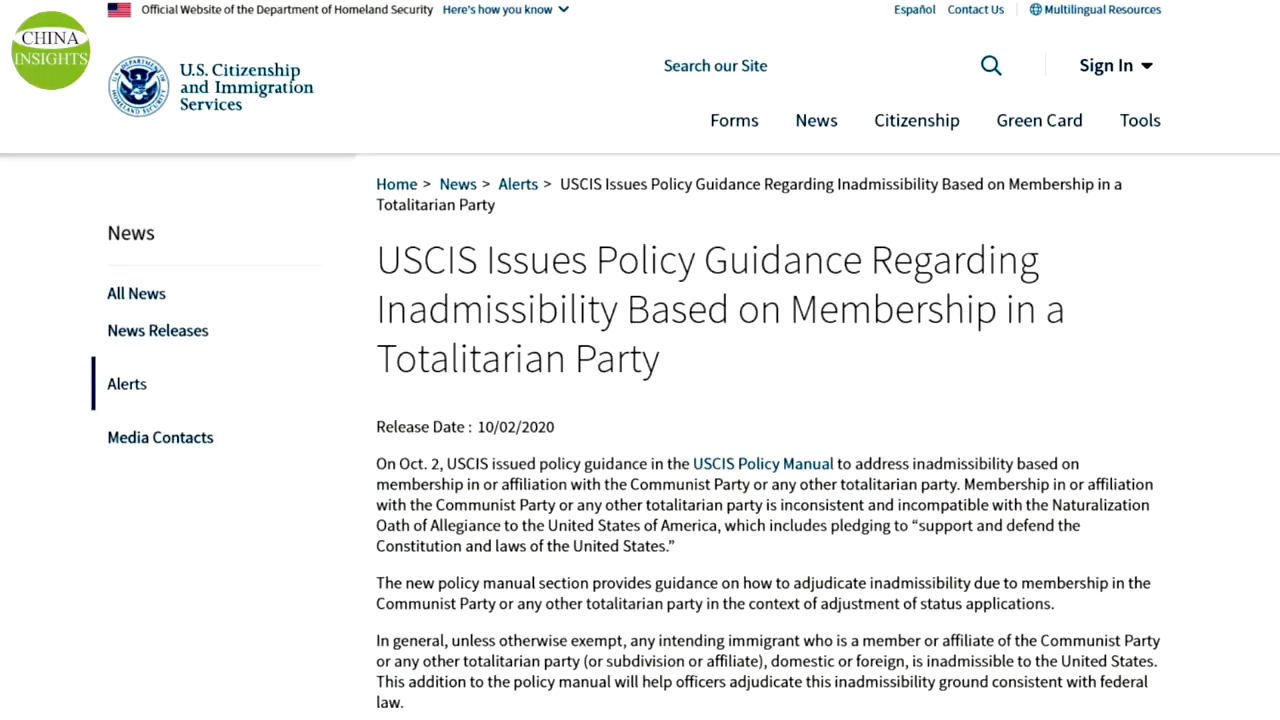 Official Website of the Department of Homeland Security Here's how you know
Español Contact Us Multilingual Resources
CHINA
INSIGHTS
U.S. Citizenship
and Immigration
Services
Search our Site
Sign In
Forms News Citizenship Green Card Tools
Home > News > Alerts > USCIS Issues Policy Guidance Regarding Inadmissibility Based on Membership in a
Totalitarian Party
News
All News
News Releases
Alerts
Media Contacts
USCIS Issues Policy Guidance Regarding
Inadmissibility Based on Membership in a
Totalitarian Party
Release Date : 10/02/2020
On Oct. 2, USCIS issued policy guidance in the USCIS Policy Manual to address inadmissibility based on
membership in or affiliation with the Communist Party or any other totalitarian party. Membership in or affiliation
with the Communist Party or any other totalitarian party is inconsistent and incompatible with the Naturalization
Oath of Allegiance to the United States of America, which includes pledging to “support and defend the
Constitution and laws of the United States.”
The new policy manual section provides guidance on how to adjudicate inadmissibility due to membership in the
Communist Party or any other totalitarian party in the context of adjustment of status applications.
In general, unless otherwise exempt, any intending immigrant who is a member or affiliate of the Communist Party
or any other totalitarian party (or subdivision or affiliate), domestic or foreign, is inadmissible to the United States.
This addition to the policy manual will help officers adjudicate this inadmissibility ground consistent with federal
law.